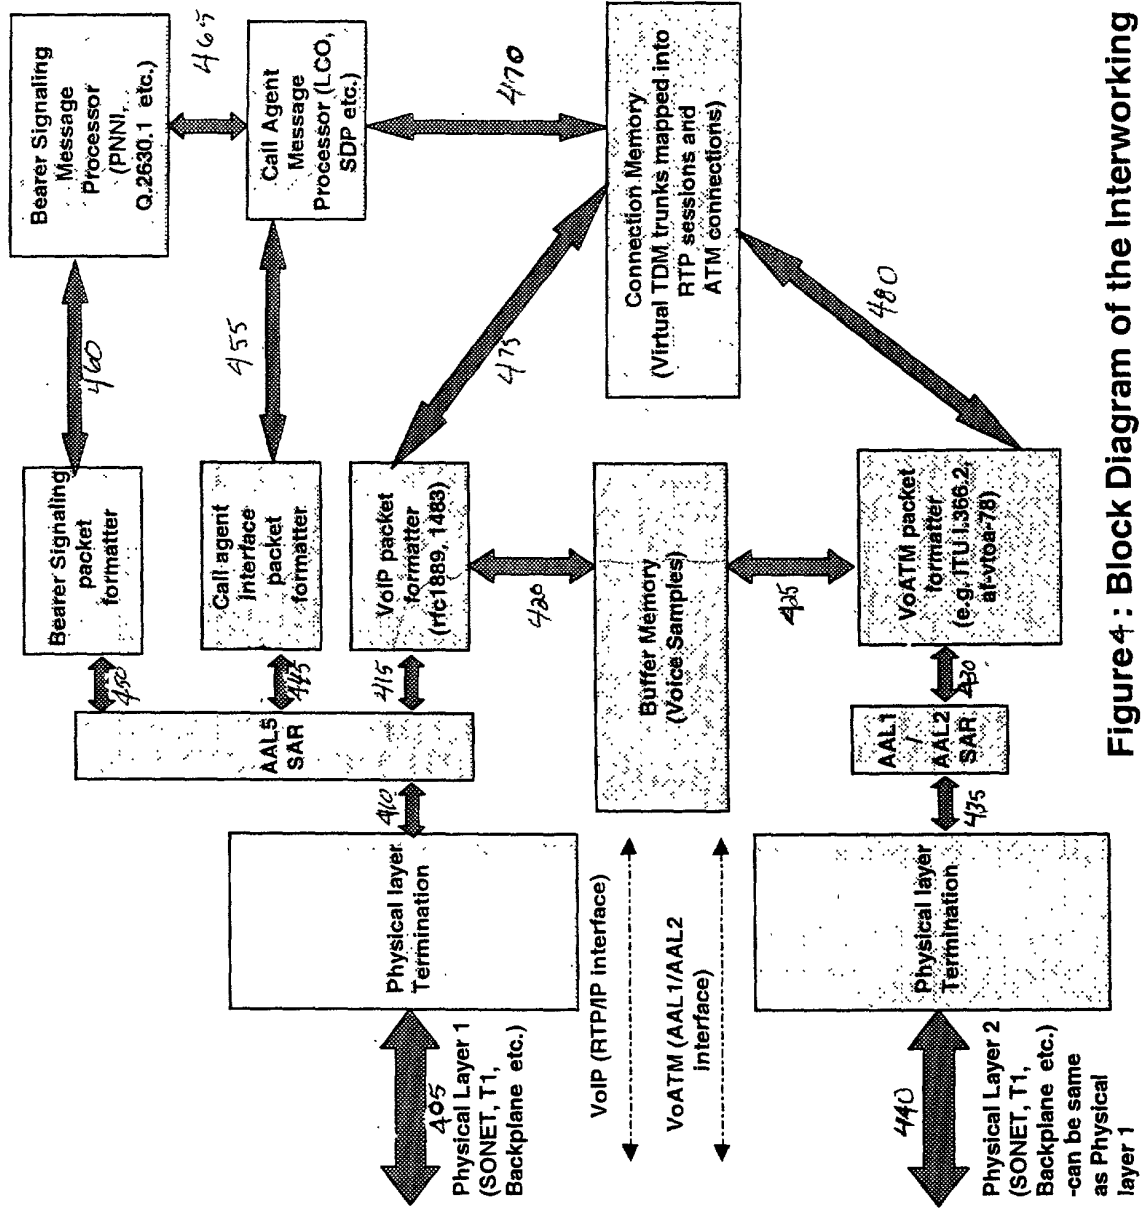 Bearer Signaling
Message
Processor
(PNNI,
Q.2630.1 etc.)
465
Call Agent
Message
Processor (LCO,
SDP etc.)
470
Connection Memory
(Virtual TDM trunks mapped into
RTP sessions and
ATM connections)
460
455
475
480
Bearer Signaling
packet
formatter
Call agent
Interface
packet
formatter
VoIP packet
formatter
(rfc1889, 1483)
420
Buffer Memory
(Voice Samples)
425
VoATM packet
formatter
(e.g. ITU I.366.2,
af-vtoa-78)
450
445
415
430
AAL5
SAR
AAL1
/
AAL2
SAR
410
435
Physical layer
Termination
VoIP (RTP/IP Interface)
VoATM (AAL1/AAL2
interface)
Physical layer
Termination
405
Physical Layer 1
(SONET, T1,
Backplane etc.)
440
Physical Layer 2
(SONET, T1,
Backplane etc.)
-can be same
as Physical
layer 1
Figure4 : Block Diagram of the Interworking